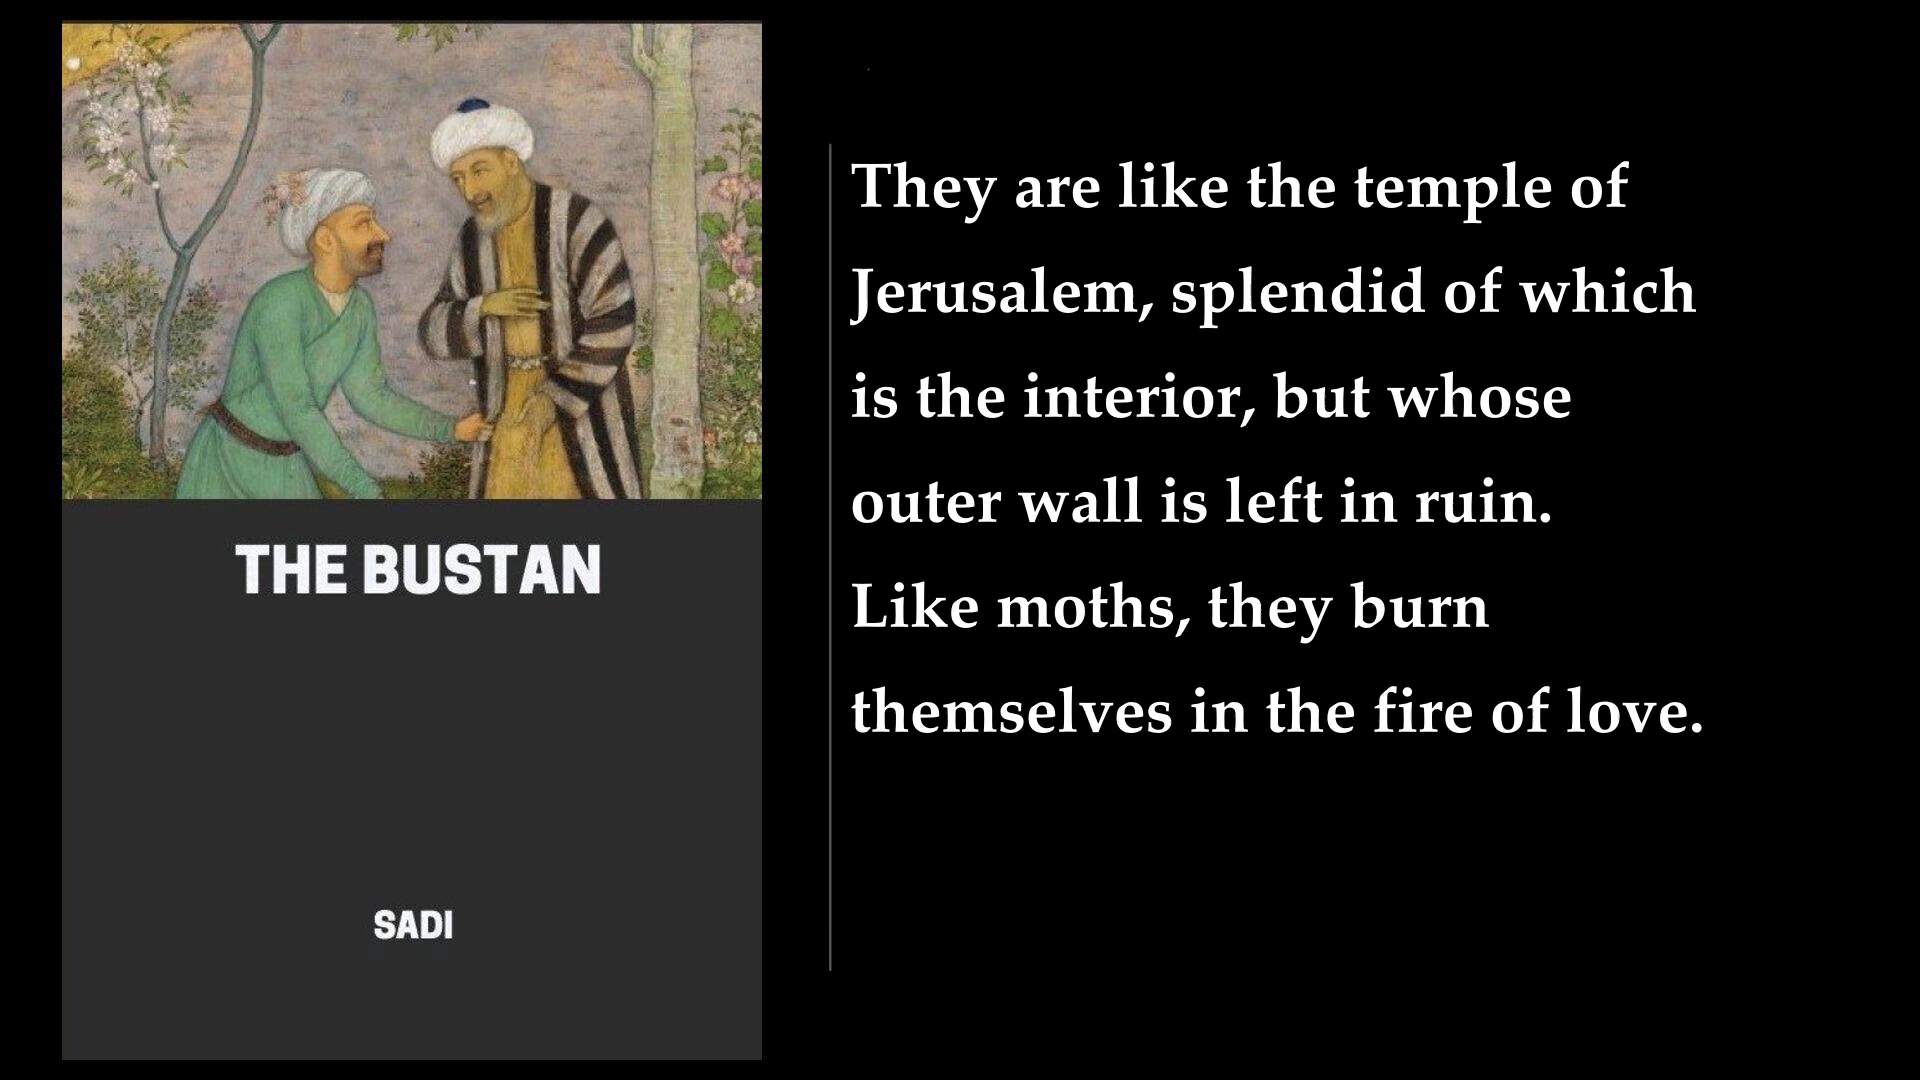 THE BUSTAN
SADI
They are like the temple of
Jerusalem, splendid of which
is the interior, but whose
outer wall is left in ruin.
Like moths, they burn
themselves in the fire of love.